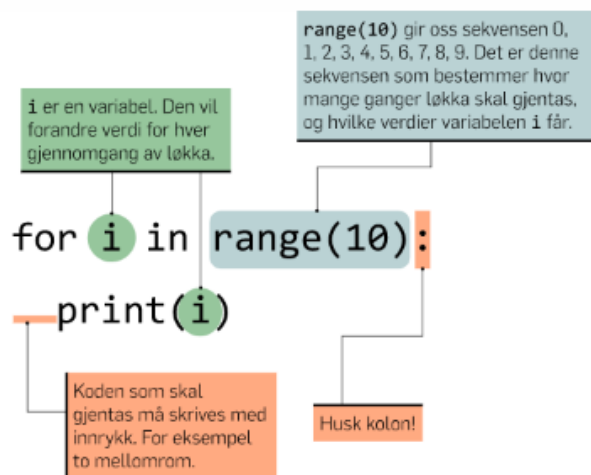 range(10) gir oss sekvensen 0,
1, 2, 3, 4, 5, 6, 7, 8, 9. Det er denne
sekvensen som bestemmer hvor
mange ganger løkka skal gjentas,
og hvilke verdier variabelen i får.
i er en variabel. Den vil
forandre verdi for hver
gjennomgang av løkka.
for i in range(10):
print(i)
Koden som skal
gjentas må skrives med
innrykk. For eksempel
to mellomrom.
Husk kolon!